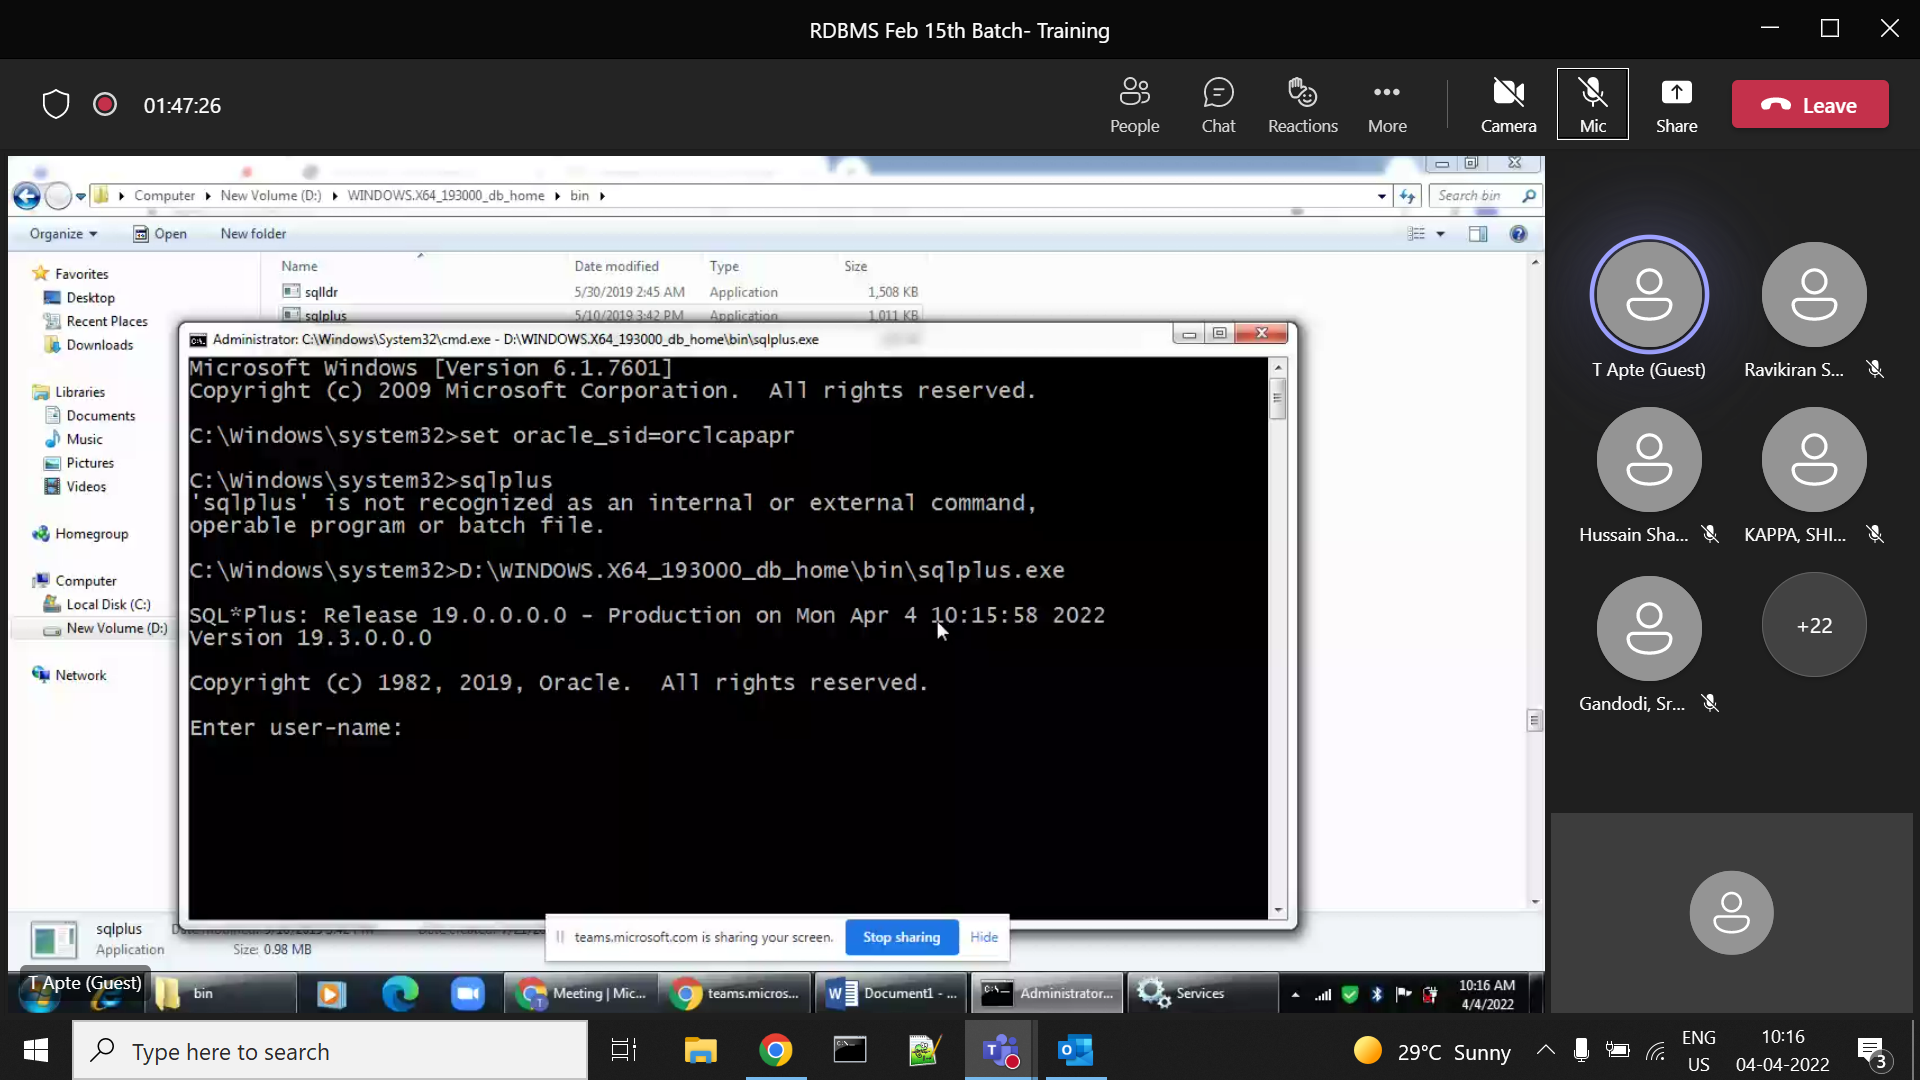 RDBMS Feb 15th Batch- Training
01:47:26
People
Chat
Reactions
More
Camera
Mic
Share
Leave
Computer
New Volume (D:)
WINDOWS.X64_193000_db_home
bin
Search bin
Organize
Open
New folder
Name
Date modified
Type
Size
sqlldr
5/30/2019 2:45 AM
Application
1,508 KB
sqlplus
5/10/2019 3:42 PM
Application
1,011 KB
Favorites
Desktop
Recent Places
Downloads
Libraries
Documents
Music
Pictures
Videos
Homegroup
Computer
Local Disk (C:)
New Volume (D:)
Network
Administrator: C:\Windows\System32\cmd.exe - D:\WINDOWS.X64_193000_db_home\bin\sqlplus.exe
Microsoft Windows [Version 6.1.7601]
Copyright (c) 2009 Microsoft Corporation.  All rights reserved.
C:\Windows\system32>set oracle_sid=orclcapapr
C:\Windows\system32>sqlplus
'sqlplus' is not recognized as an internal or external command,
operable program or batch file.
C:\Windows\system32>D:\WINDOWS.X64_193000_db_home\bin\sqlplus.exe
SQL*Plus: Release 19.0.0.0.0 - Production on Mon Apr 4 10:15:58 2022
Version 19.3.0.0.0
Copyright (c) 1982, 2019, Oracle.  All rights reserved.
Enter user-name:
T Apte (Guest)
Ravikiran S...
Hussain Sha...
KAPPA, SHI...
Gandodi, Sr...
+22
sqlplus
Application
Size: 0.98 MB
teams.microsoft.com is sharing your screen.
Stop sharing
Hide
T Apte (Guest)
bin
Meeting | Mic...
teams.micros...
Document1 - ...
Administrator...
Services
10:16 AM
4/4/2022
Type here to search
29°C Sunny
ENG
US
10:16
04-04-2022
3